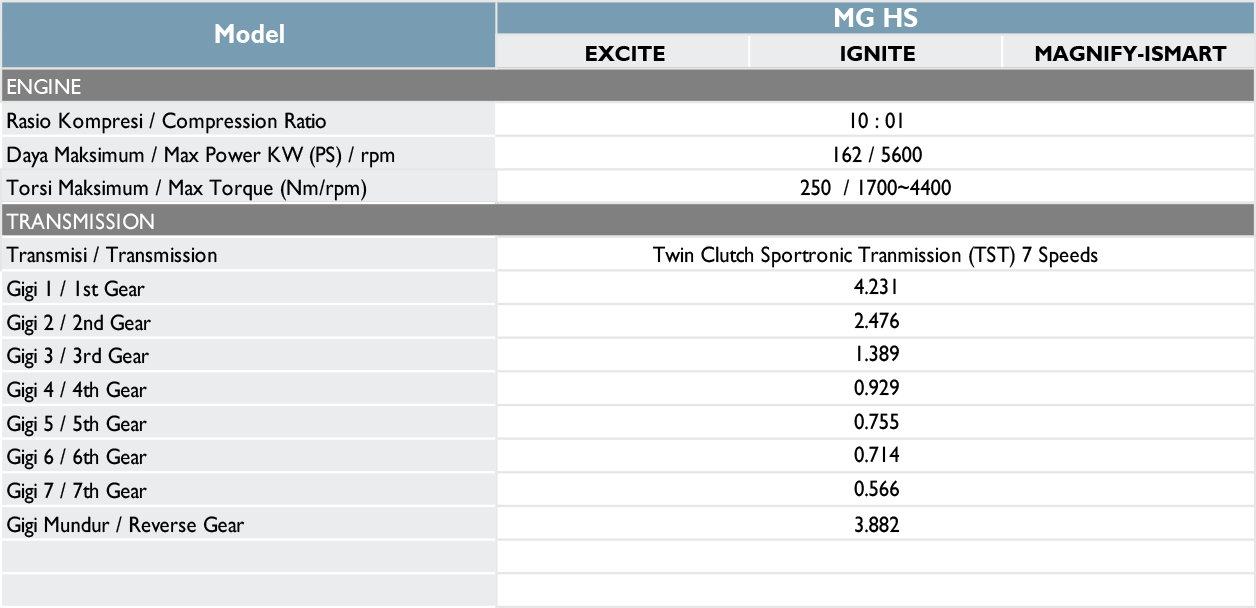 Model
MG HS
EXCITE IGNITE MAGNIFY-ISMART
ENGINE
Rasio Kompresi / Compression Ratio 10 : 01
Daya Maksimum / Max Power KW (PS) / rpm 162 / 5600
Torsi Maksimum / Max Torque (Nm/rpm) 250 / 1700~4400
TRANSMISSION
Transmisi / Transmission Twin Clutch Sportronic Tranmission (TST) 7 Speeds
Gigi 1 / 1st Gear 4.231
Gigi 2 / 2nd Gear 2.476
Gigi 3 / 3rd Gear 1.389
Gigi 4 / 4th Gear 0.929
Gigi 5 / 5th Gear 0.755
Gigi 6 / 6th Gear 0.714
Gigi 7 / 7th Gear 0.566
Gigi Mundur / Reverse Gear 3.882